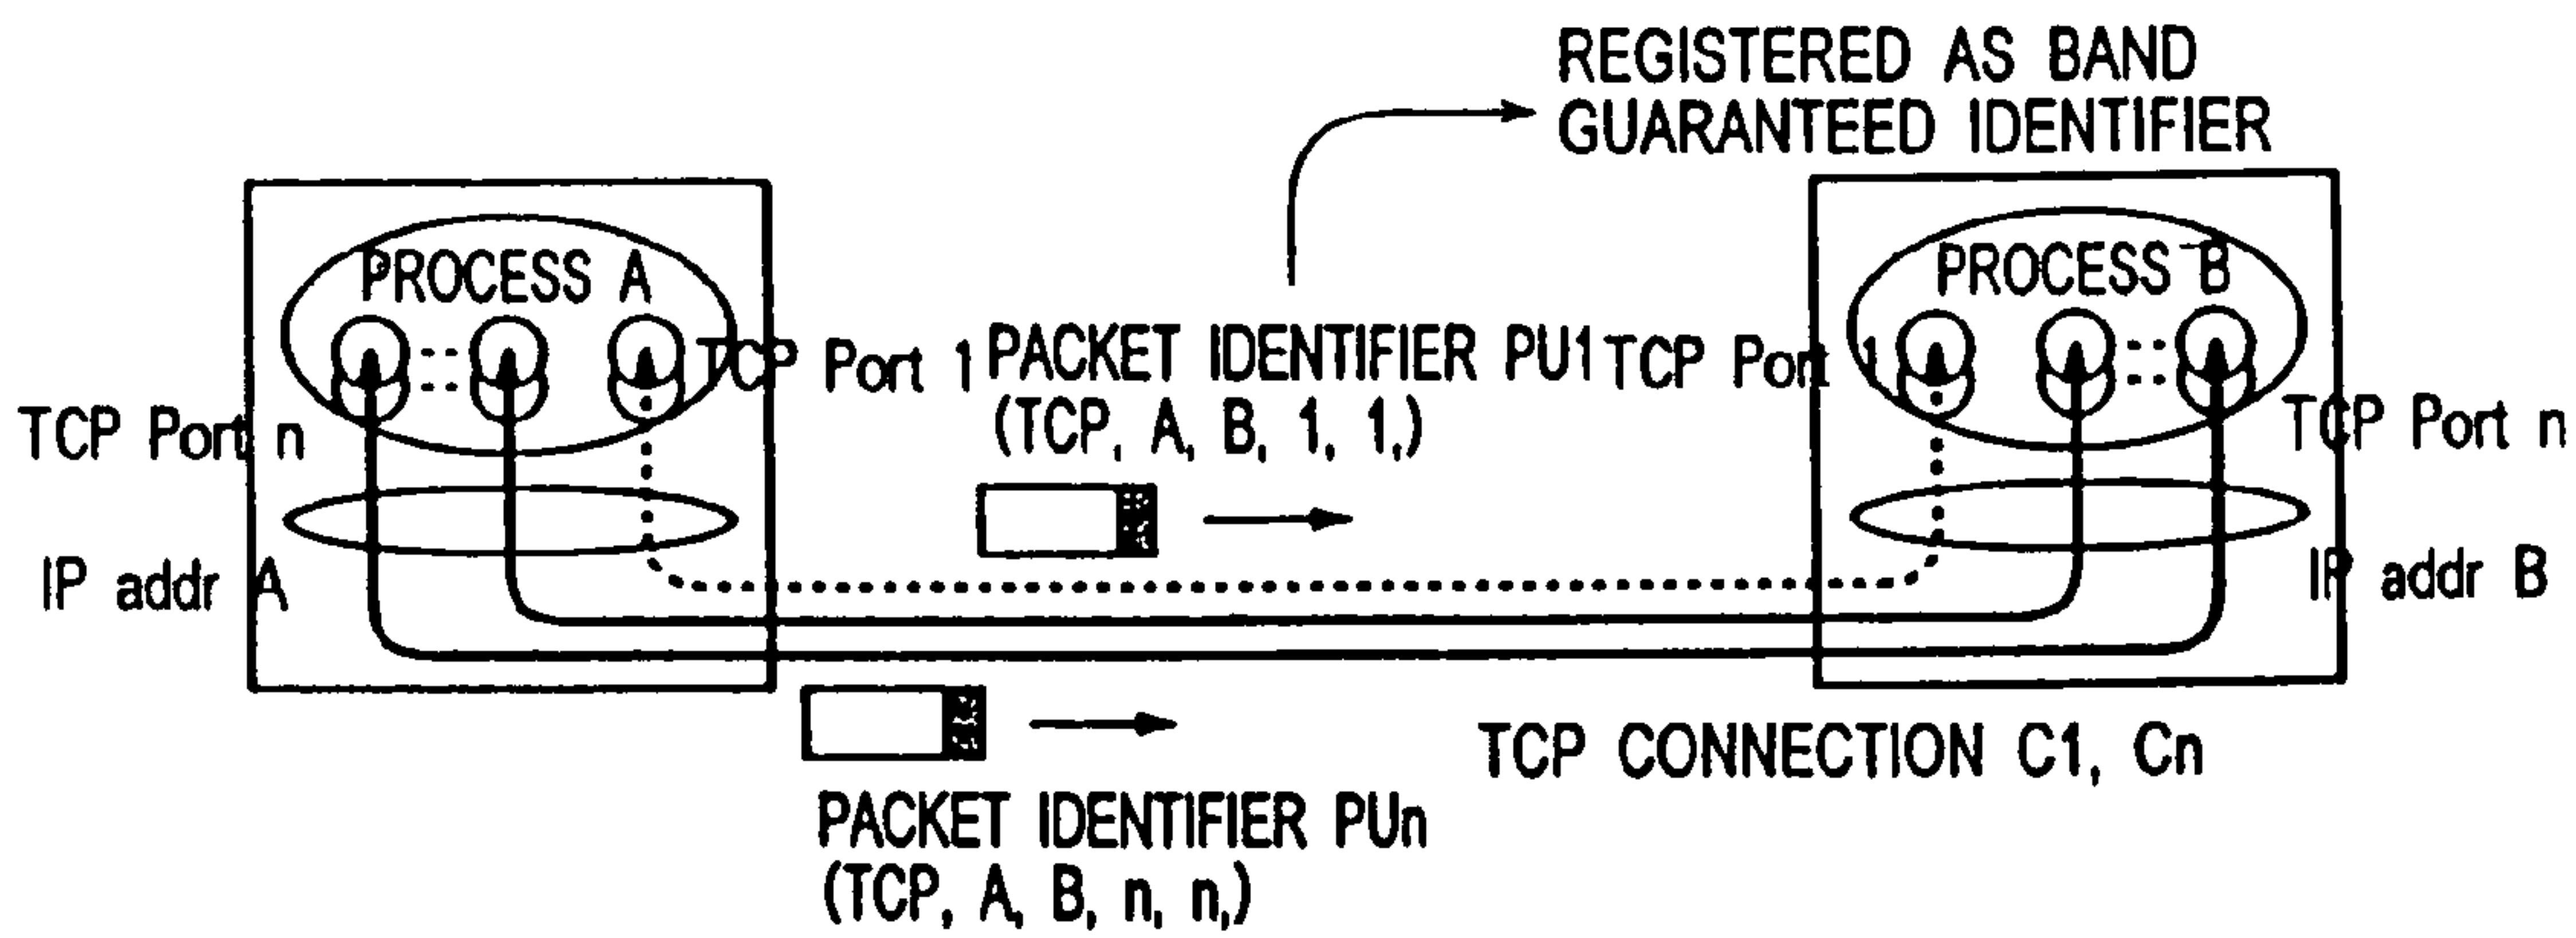 REGISTERED AS BAND
GUARANTEED IDENTIFIER
PROCESS A
PROCESS B
TCP Port 1
PACKET IDENTIFIER PU1
(TCP, A, B, 1, 1,)
TCP Port 1
TCP Port n
TCP Port n
IP addr A
IP addr B
TCP CONNECTION C1, Cn
PACKET IDENTIFIER PUn
(TCP, A, B, n, n,)